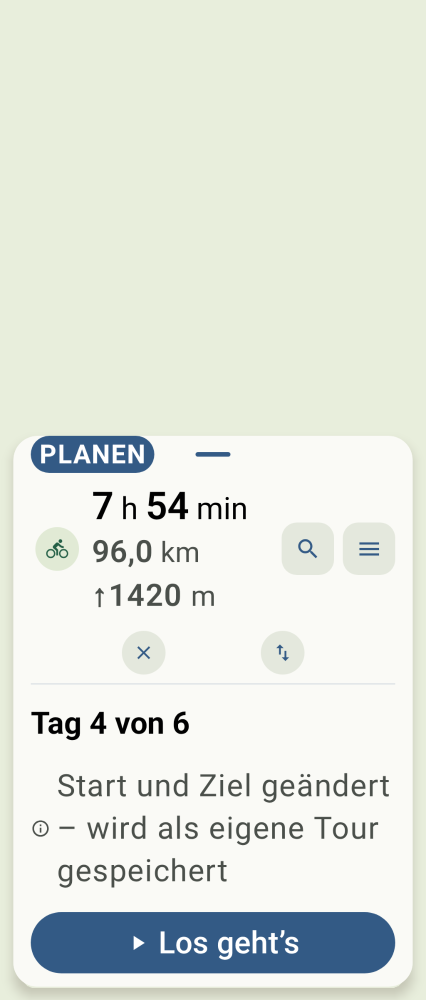 PLANEN
7 h 54 min
96,0 km
↑1420 m
Tag 4 von 6
Start und Ziel geändert
– wird als eigene Tour
gespeichert
Los geht’s